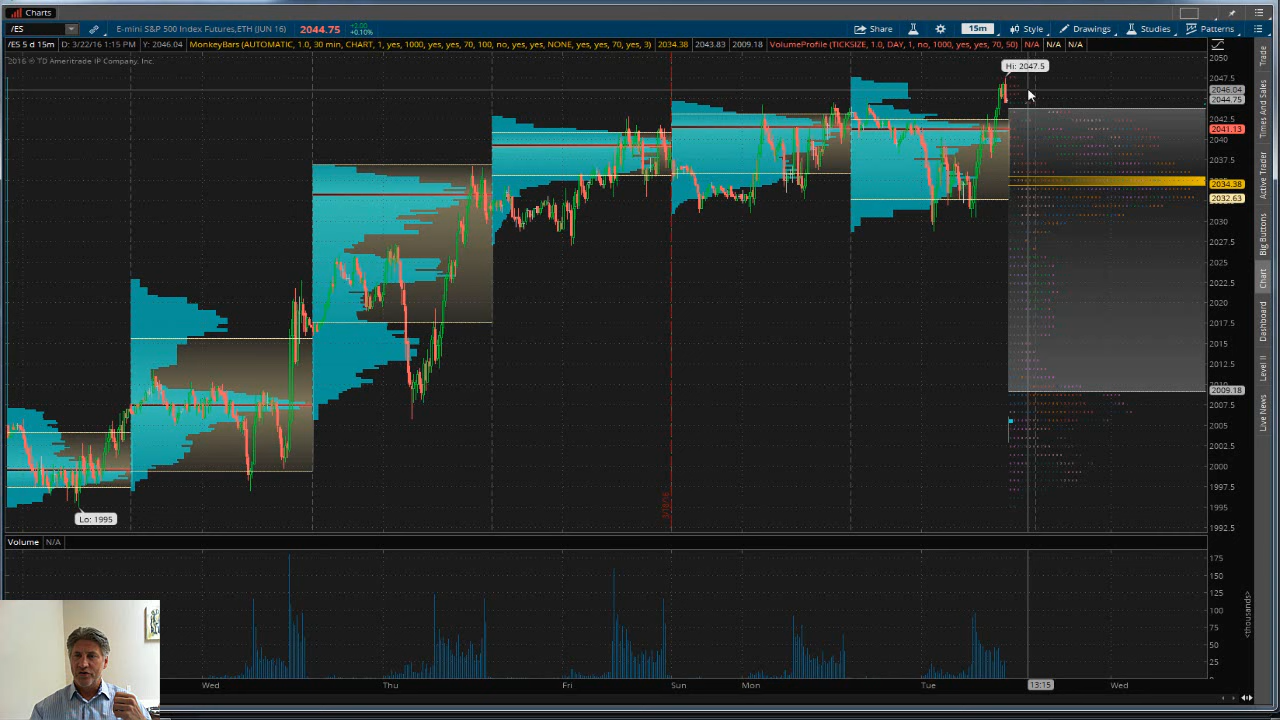 Charts
/ES
E-mini S&P 500 Index Futures,ETH (JUN 16)
2044.75
+2.00
+0.10%
Share
15m
Style
Drawings
Studies
Patterns
/ES 5 d 15m
D: 3/22/16 1:15 PM
Y: 2046.04
MonkeyBars (AUTOMATIC, 1.0, 30 min, CHART, 1, yes, 1000, yes, yes, 70, 100, no, yes, yes, NONE, yes, yes, yes, 3)
2034.38
2043.83
2009.18
VolumeProfile (TICKSIZE, 1.0, DAY, 1, no, 1000, yes, yes, 70, 50)
N/A
N/A
N/A
2016 © TD Ameritrade IP Company, Inc.
Hi: 2047.5
Lo: 1995
2050
2047.5
2046.04
2044.75
2042.5
2041.13
2040
2037.5
2034.38
2032.63
2030
2027.5
2025
2022.5
2020
2017.5
2015
2012.5
2009.18
2007.5
2005
2002.5
2000
1997.5
1995
1992.5
3/18/16
Volume
N/A
175
150
125
100
75
50
25
<thousands>
Wed
Thu
Fri
Sun
Mon
Tue
13:15
Wed
Trade
Times And Sales
Active Trader
Big Buttons
Chart
Dashboard
Level II
Live News